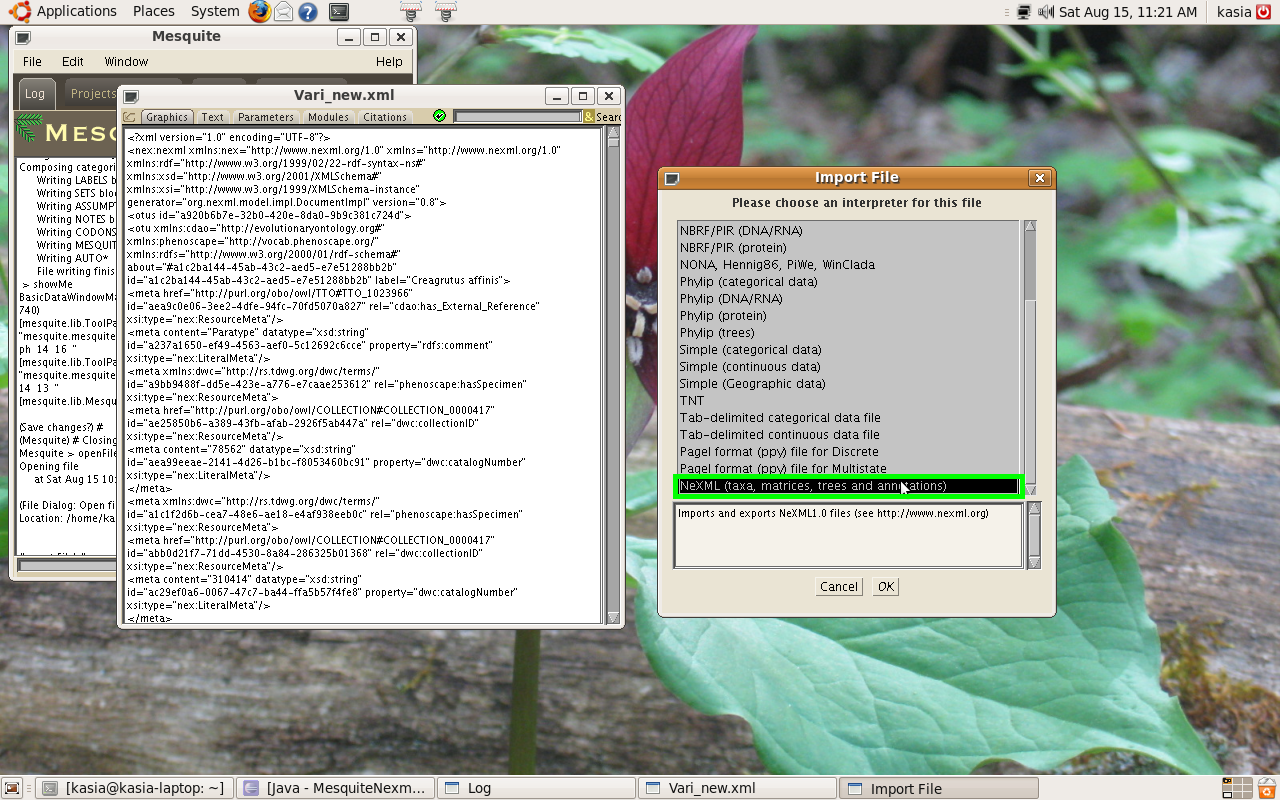 Applications Places System
Sat Aug 15, 11:21 AM kasia
Mesquite
File Edit Window Help
Log Projects
MESQ
Composing categori
Writing LABELS b
Writing SETS bloc
Writing ASSUMP
Writing NOTES b
Writing CODONS
Writing MESQUIT
Writing AUTO*
File writing finis
> showMe
BasicDataWindowMa
740)
[mesquite.lib.ToolPa
"mesquite.mesquite
ph 14 16 "
[mesquite.lib.ToolPa
"mesquite.mesquite
14 13 "
[mesquite.lib.Mesqu
(Save changes?) #
(Mesquite) # Closing
Mesquite > openFile
Opening file
at Sat Aug 15 10:
(File Dialog: Open fi
Location: /home/ka
Vari_new.xml
Graphics Text Parameters Modules Citations & Search
<?xml version="1.0" encoding="UTF-8"?>
<nex:nexml xmlns:nex="http://www.nexml.org/1.0" xmlns="http://www.nexml.org/1.0"
xmlns:rdf="http://www.w3.org/1999/02/22-rdf-syntax-ns#"
xmlns:xsd="http://www.w3.org/2001/XMLSchema#"
xmlns:xsi="http://www.w3.org/1999/XMLSchema-instance"
generator="org.nexml.model.impl.DocumentImpl" version="0.8">
<otus id="a920b6b7e-32b0-420e-8da0-9b9c381c724d">
<otu xmlns:cdao="http://evolutionaryontology.org#"
xmlns:phenoscape="http://vocab.phenoscape.org/"
xmlns:rdfs="http://www.w3.org/2000/01/rdf-schema#"
about="#a1c2ba144-45ab-43c2-aed5-e7e51288bb2b"
id="a1c2ba144-45ab-43c2-aed5-e7e51288bb2b" label="Creagrutus affinis">
<meta href="http://purl.org/obo/owl/TTO#TTO_1023966"
id="aea9c0e06-3ee2-4dfe-94fc-70fd5070a827" rel="cdao:has_External_Reference"
xsi:type="nex:ResourceMeta"/>
<meta content="Paratype" datatype="xsd:string"
id="a237a1650-ef49-4563-aef0-5c12692c6cce" property="rdfs:comment"
xsi:type="nex:LiteralMeta"/>
<meta xmlns:dwc="http://rs.tdwg.org/dwc/terms/"
id="a9bb9488f-dd5e-423e-a776-e7caae253612" rel="phenoscape:hasSpecimen"
xsi:type="nex:ResourceMeta">
<meta href="http://purl.org/obo/owl/COLLECTION#COLLECTION_0000417"
id="ae25850b6-a389-43fb-afab-2926f5ab447a" rel="dwc:collectionID"
xsi:type="nex:ResourceMeta"/>
<meta content="78562" datatype="xsd:string"
id="aea99eeae-2141-4d26-b1bc-f8053460bc91" property="dwc:catalogNumber"
xsi:type="nex:LiteralMeta"/>
</meta>
<meta xmlns:dwc="http://rs.tdwg.org/dwc/terms/"
id="a1c1f2d6b-cea7-48e6-ae18-e4af938eeb0c" rel="phenoscape:hasSpecimen"
xsi:type="nex:ResourceMeta">
<meta href="http://purl.org/obo/owl/COLLECTION#COLLECTION_0000417"
id="abb0d21f7-71dd-4530-8a84-286325b01368" rel="dwc:collectionID"
xsi:type="nex:ResourceMeta"/>
<meta content="310414" datatype="xsd:string"
id="ac29ef0a6-0067-47c7-ba44-ffa5b57f4fe8" property="dwc:catalogNumber"
xsi:type="nex:LiteralMeta"/>
</meta>
Import File
Please choose an interpreter for this file
NBRF/PIR (DNA/RNA)
NBRF/PIR (protein)
NONA, Hennig86, PiWe, WinClada
Phylip (categorical data)
Phylip (DNA/RNA)
Phylip (protein)
Phylip (trees)
Simple (categorical data)
Simple (continuous data)
Simple (Geographic data)
TNT
Tab-delimited categorical data file
Tab-delimited continuous data file
Pagel format (ppy) file for Discrete
Pagel format (ppy) file for Multistate
NeXML (taxa, matrices, trees and annotations)
Imports and exports NeXML1.0 files (see http://www.nexml.org)
Cancel OK
[kasia@kasia-laptop: ~] [Java - MesquiteNexm... Log Vari_new.xml Import File